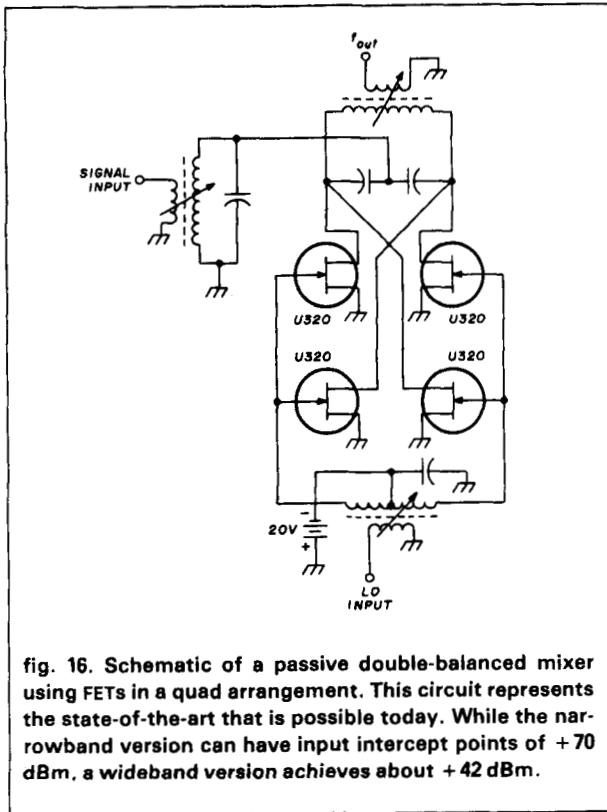 fout
SIGNAL
INPUT
U320
U320
U320
U320
-
20V
+
LO
INPUT
fig. 16. Schematic of a passive double-balanced mixer
using FETs in a quad arrangement. This circuit represents
the state-of-the-art that is possible today. While the nar-
rowband version can have input intercept points of +70
dBm, a wideband version achieves about +42 dBm.